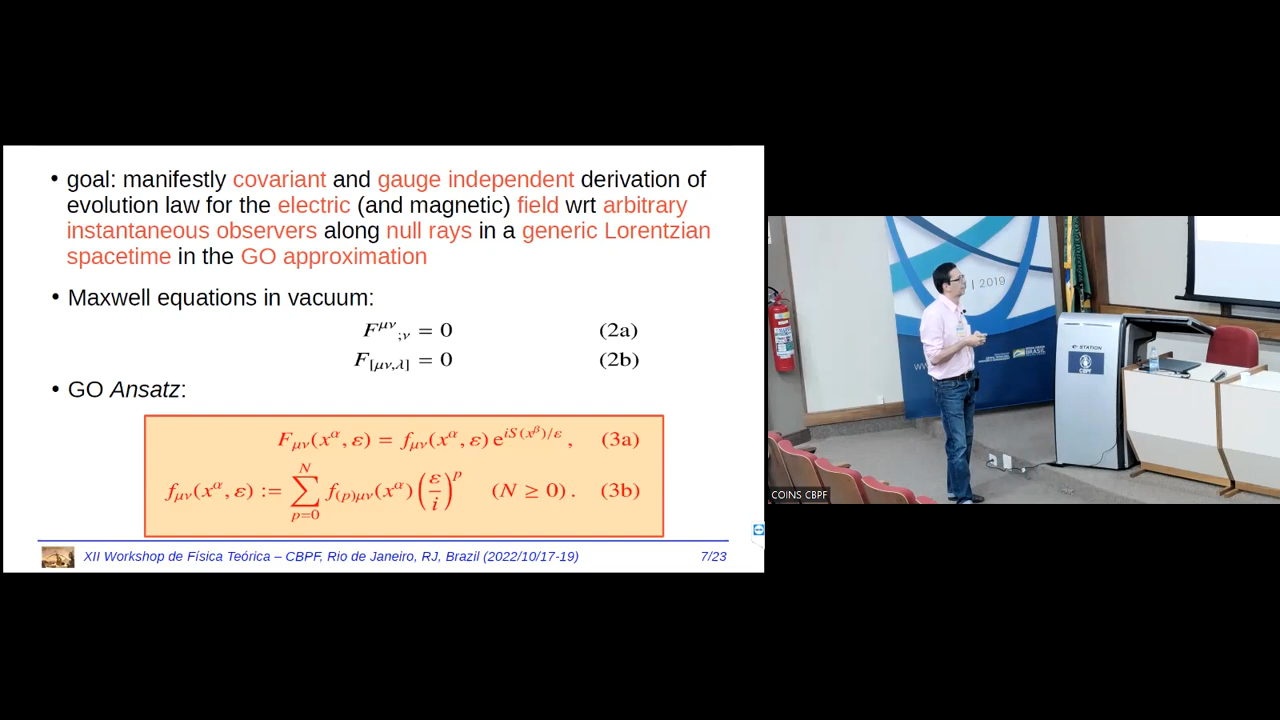 • goal: manifestly covariant and gauge independent derivation of
evolution law for the electric (and magnetic) field wrt arbitrary
instantaneous observers along null rays in a generic Lorentzian
spacetime in the GO approximation
• Maxwell equations in vacuum:
F^{μν}_{;ν} = 0 (2a)
F_{[μν,λ]} = 0 (2b)
• GO Ansatz:
F_{μν}(x^α, ε) = f_{μν}(x^α, ε) e^{iS(x^β)/ε} , (3a)
f_{μν}(x^α, ε) := ∑_{p=0}^{N} f_{(p)μν}(x^α) (ε/i)^p (N ≥ 0) . (3b)
XII Workshop de Física Teórica – CBPF, Rio de Janeiro, RJ, Brazil (2022/10/17-19) 7/23
| 2019
e-STATION
CBPF
BRASIL
COINS CBPF